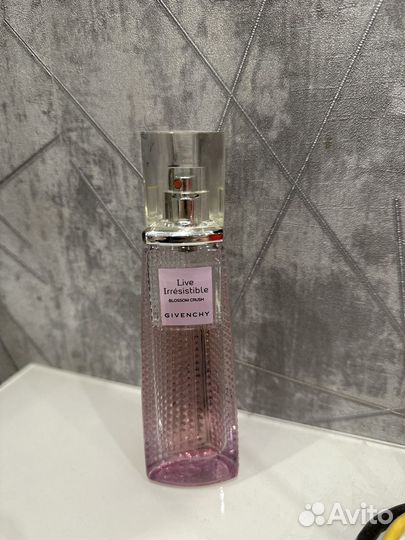 Live
Irrésistible
BLOSSOM CRUSH
GIVENCHY
Avito